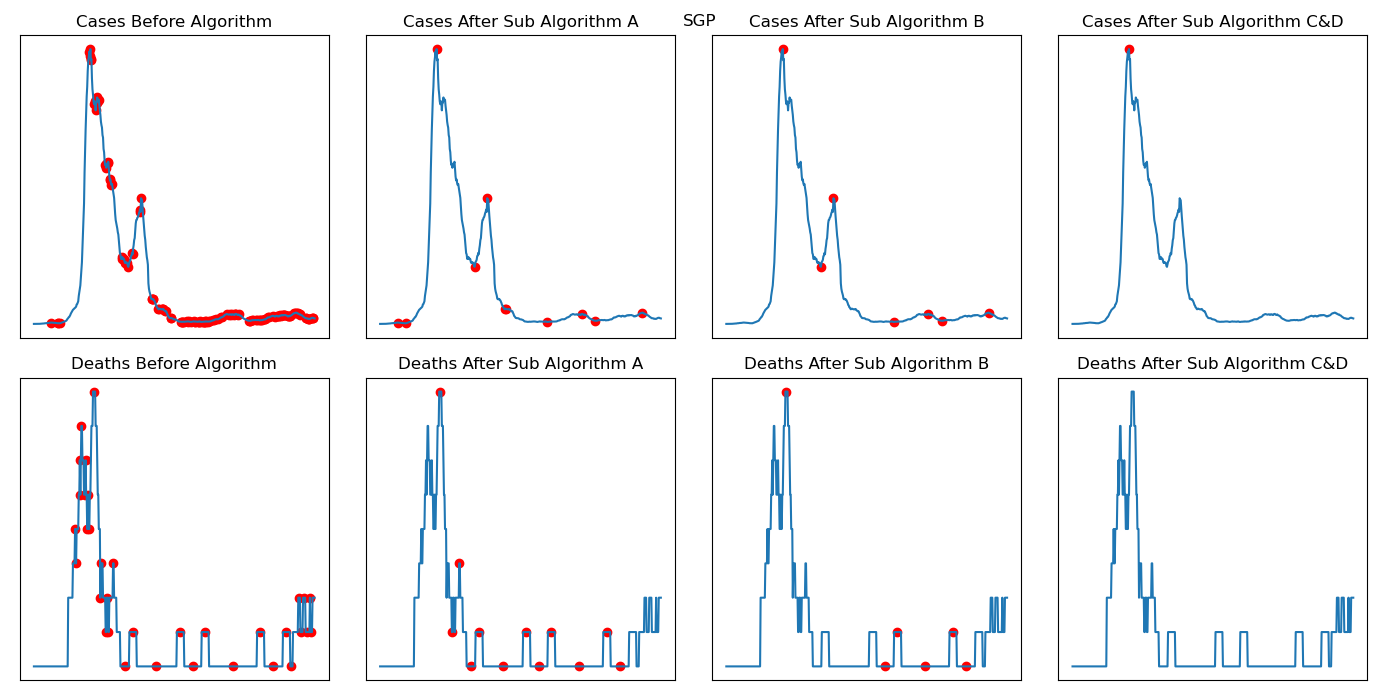 SGP
Cases Before Algorithm
Cases After Sub Algorithm A
Cases After Sub Algorithm B
Cases After Sub Algorithm C&D
Deaths Before Algorithm
Deaths After Sub Algorithm A
Deaths After Sub Algorithm B
Deaths After Sub Algorithm C&D